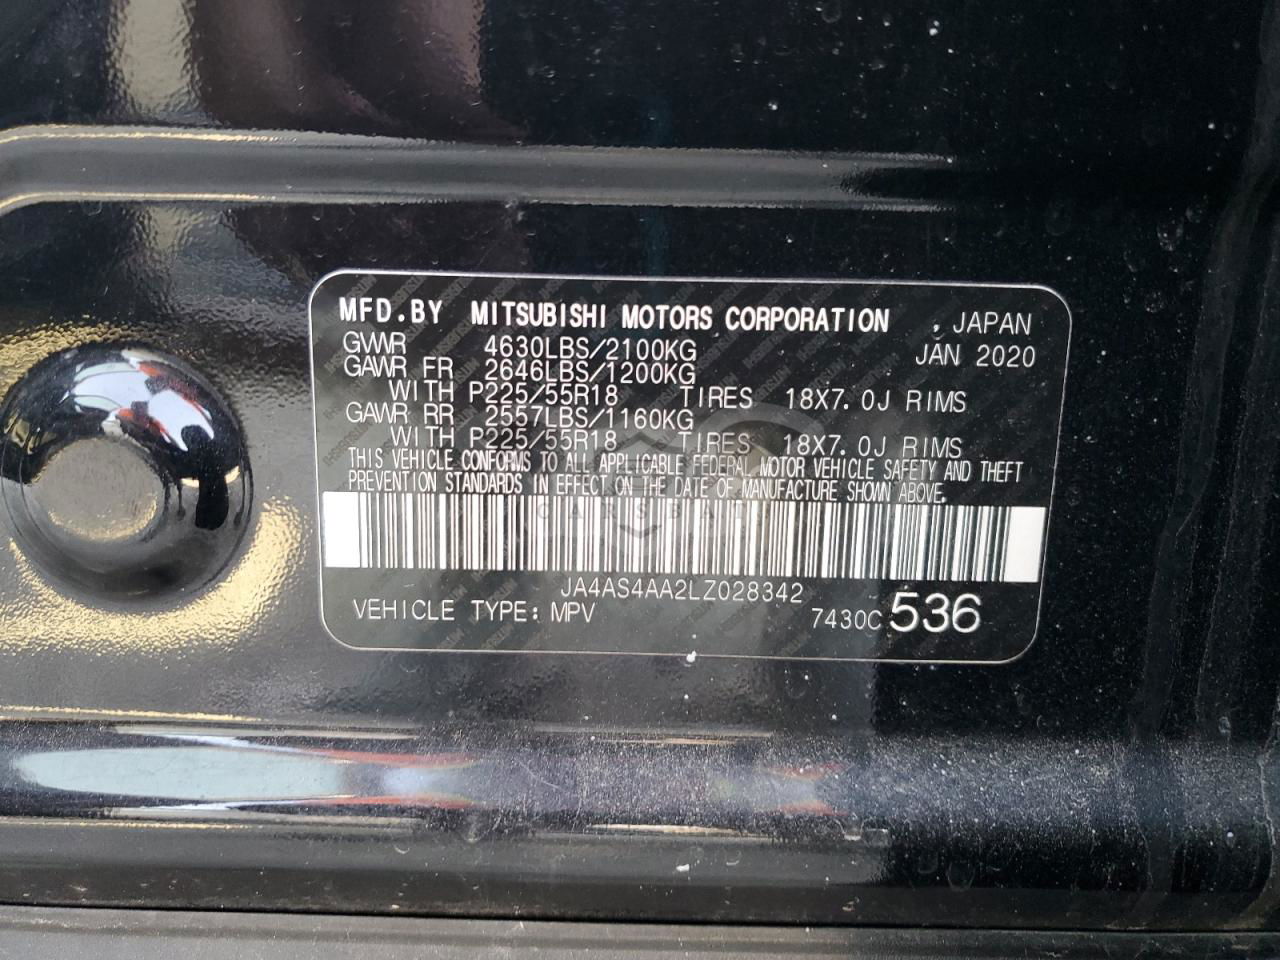 MFD.BY MITSUBISHI MOTORS CORPORATION , JAPAN
GVWR 4630LBS/2100KG JAN 2020
GAWR FR 2646LBS/1200KG
WITH P225/55R18 TIRES 18X7.0J RIMS
GAWR RR 2557LBS/1160KG
WITH P225/55R18 TIRES 18X7.0J RIMS
THIS VEHICLE CONFORMS TO ALL APPLICABLE FEDERAL MOTOR VEHICLE SAFETY AND THEFT
PREVENTION STANDARDS IN EFFECT ON THE DATE OF MANUFACTURE SHOWN ABOVE.
JA4AS4AA2LZ028342
VEHICLE TYPE: MPV 7430C 536